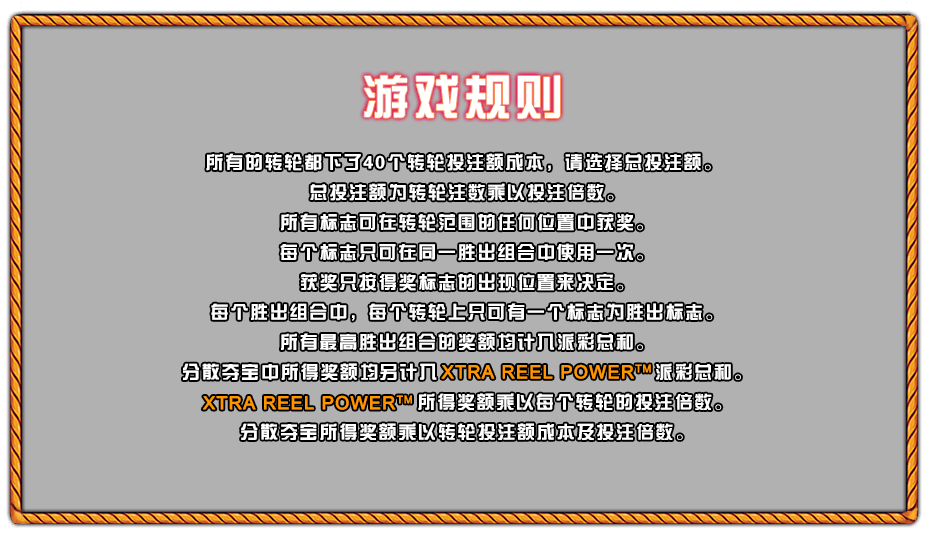 游戏规则
所有的转轮都下了40个转轮投注额成本，请选择总投注额。
总投注额为转轮注数乘以投注倍数。
所有标志可在转轮范围的任何位置中获奖。
每个标志只可在同一胜出组合中使用一次。
获奖只按得奖标志的出现位置来决定。
每个胜出组合中，每个转轮上只可有一个标志为胜出标志。
所有最高胜出组合的奖额均计入派彩总和。
分散夺宝中所得奖额均另计入XTRA REEL POWER™派彩总和。
XTRA REEL POWER™所得奖额乘以每个转轮的投注倍数。
分散夺宝所得奖额乘以转轮投注额成本及投注倍数。